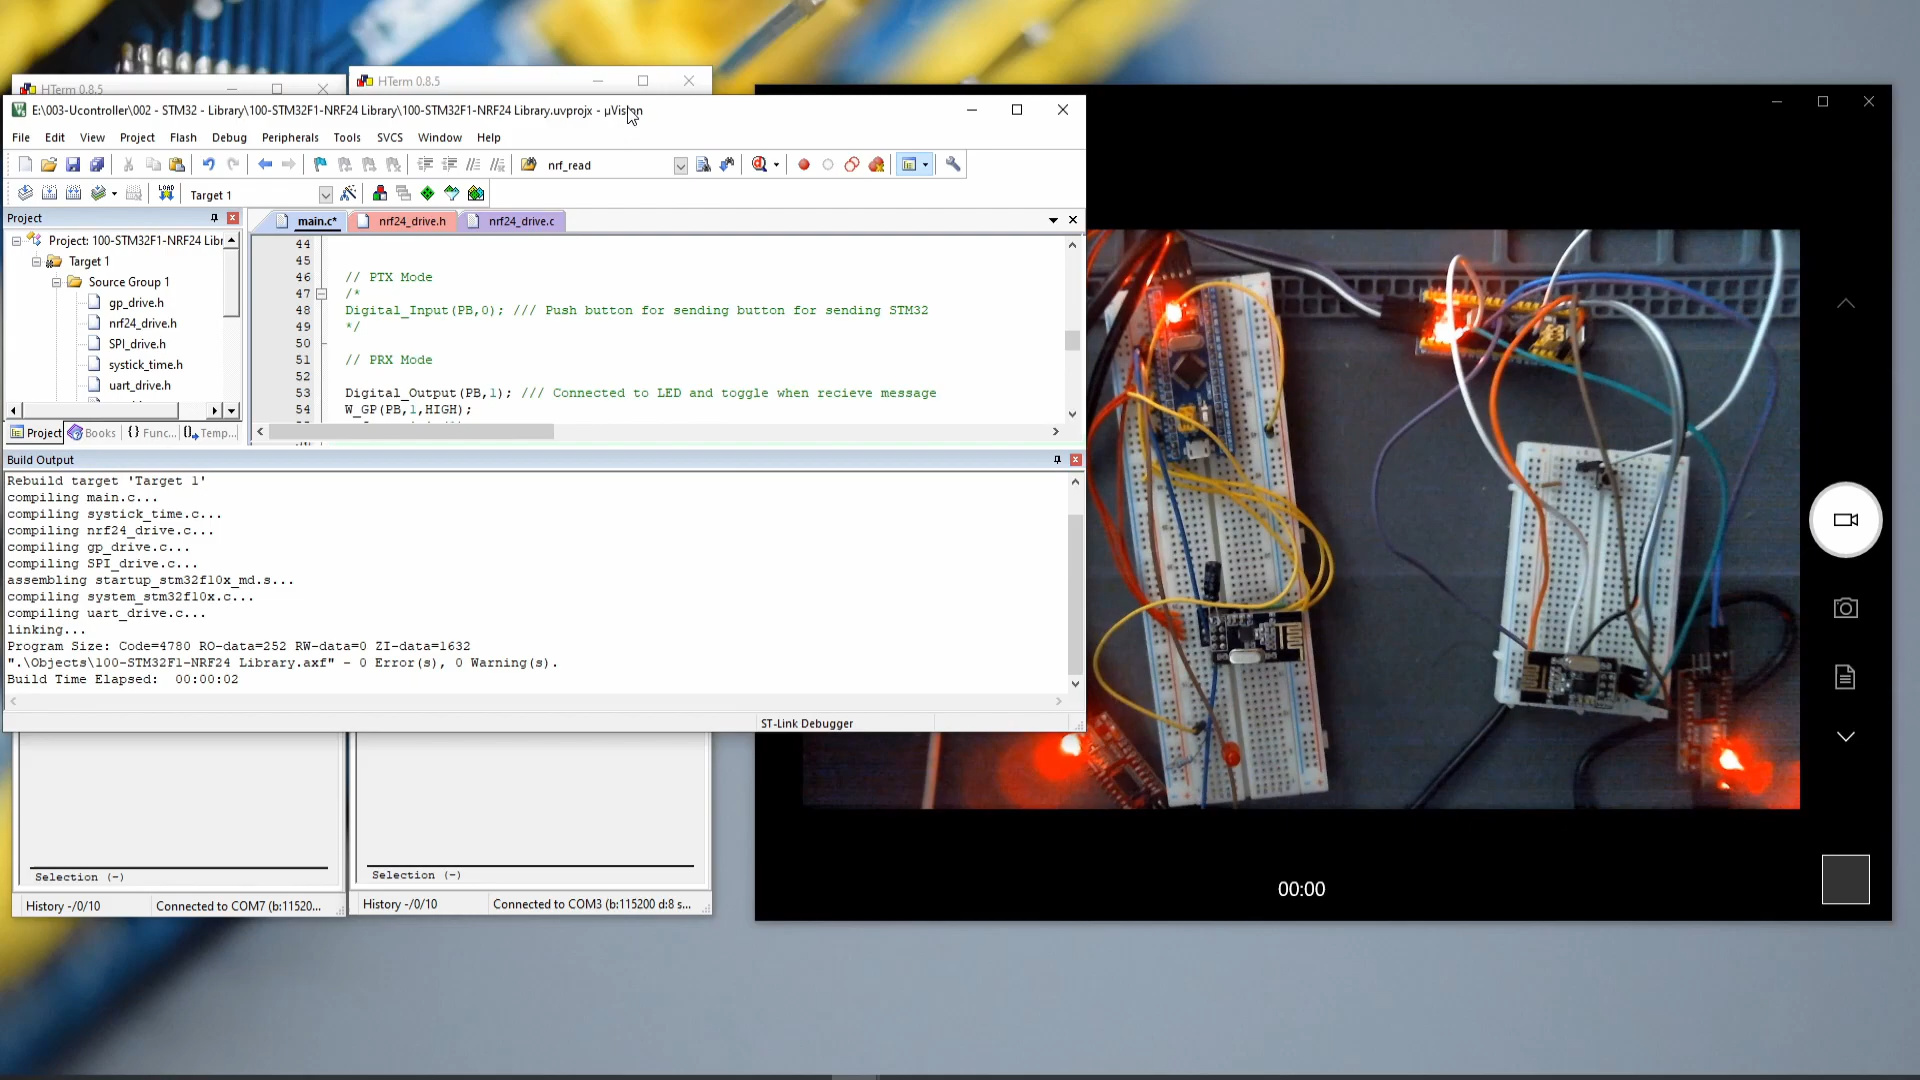 HTerm 0.8.5
HTerm 0.8.5
E:\003-Ucontroller\002 - STM32 - Library\100-STM32F1-NRF24 Library\100-STM32F1-NRF24 Library.uvprojx - µVision
File Edit View Project Flash Debug Peripherals Tools SVCS Window Help
nrf_read
LOAD
Target 1
Project
main.c* nrf24_drive.h nrf24_drive.c
Project: 100-STM32F1-NRF24 Libr
Target 1
Source Group 1
gp_drive.h
nrf24_drive.h
SPI_drive.h
systick_time.h
uart_drive.h
Project Books {} Func... Temp...
44
45
46 // PTX Mode
47 /*
48 Digital_Input(PB,0); /// Push button for sending button for sending STM32
49 */
50
51 // PRX Mode
52
53 Digital_Output(PB,1); /// Connected to LED and toggle when recieve message
54 W_GP(PB,1,HIGH);
Build Output
Rebuild target 'Target 1'
compiling main.c...
compiling systick_time.c...
compiling nrf24_drive.c...
compiling gp_drive.c...
compiling SPI_drive.c...
assembling startup_stm32f10x_md.s...
compiling system_stm32f10x.c...
compiling uart_drive.c...
linking...
Program Size: Code=4780 RO-data=252 RW-data=0 ZI-data=1632
".\Objects\100-STM32F1-NRF24 Library.axf" - 0 Error(s), 0 Warning(s).
Build Time Elapsed:  00:00:02
ST-Link Debugger
Selection (-)
Selection (-)
History -/0/10 Connected to COM7 (b:11520...
History -/0/10 Connected to COM3 (b:115200 d:8 s...
00:00